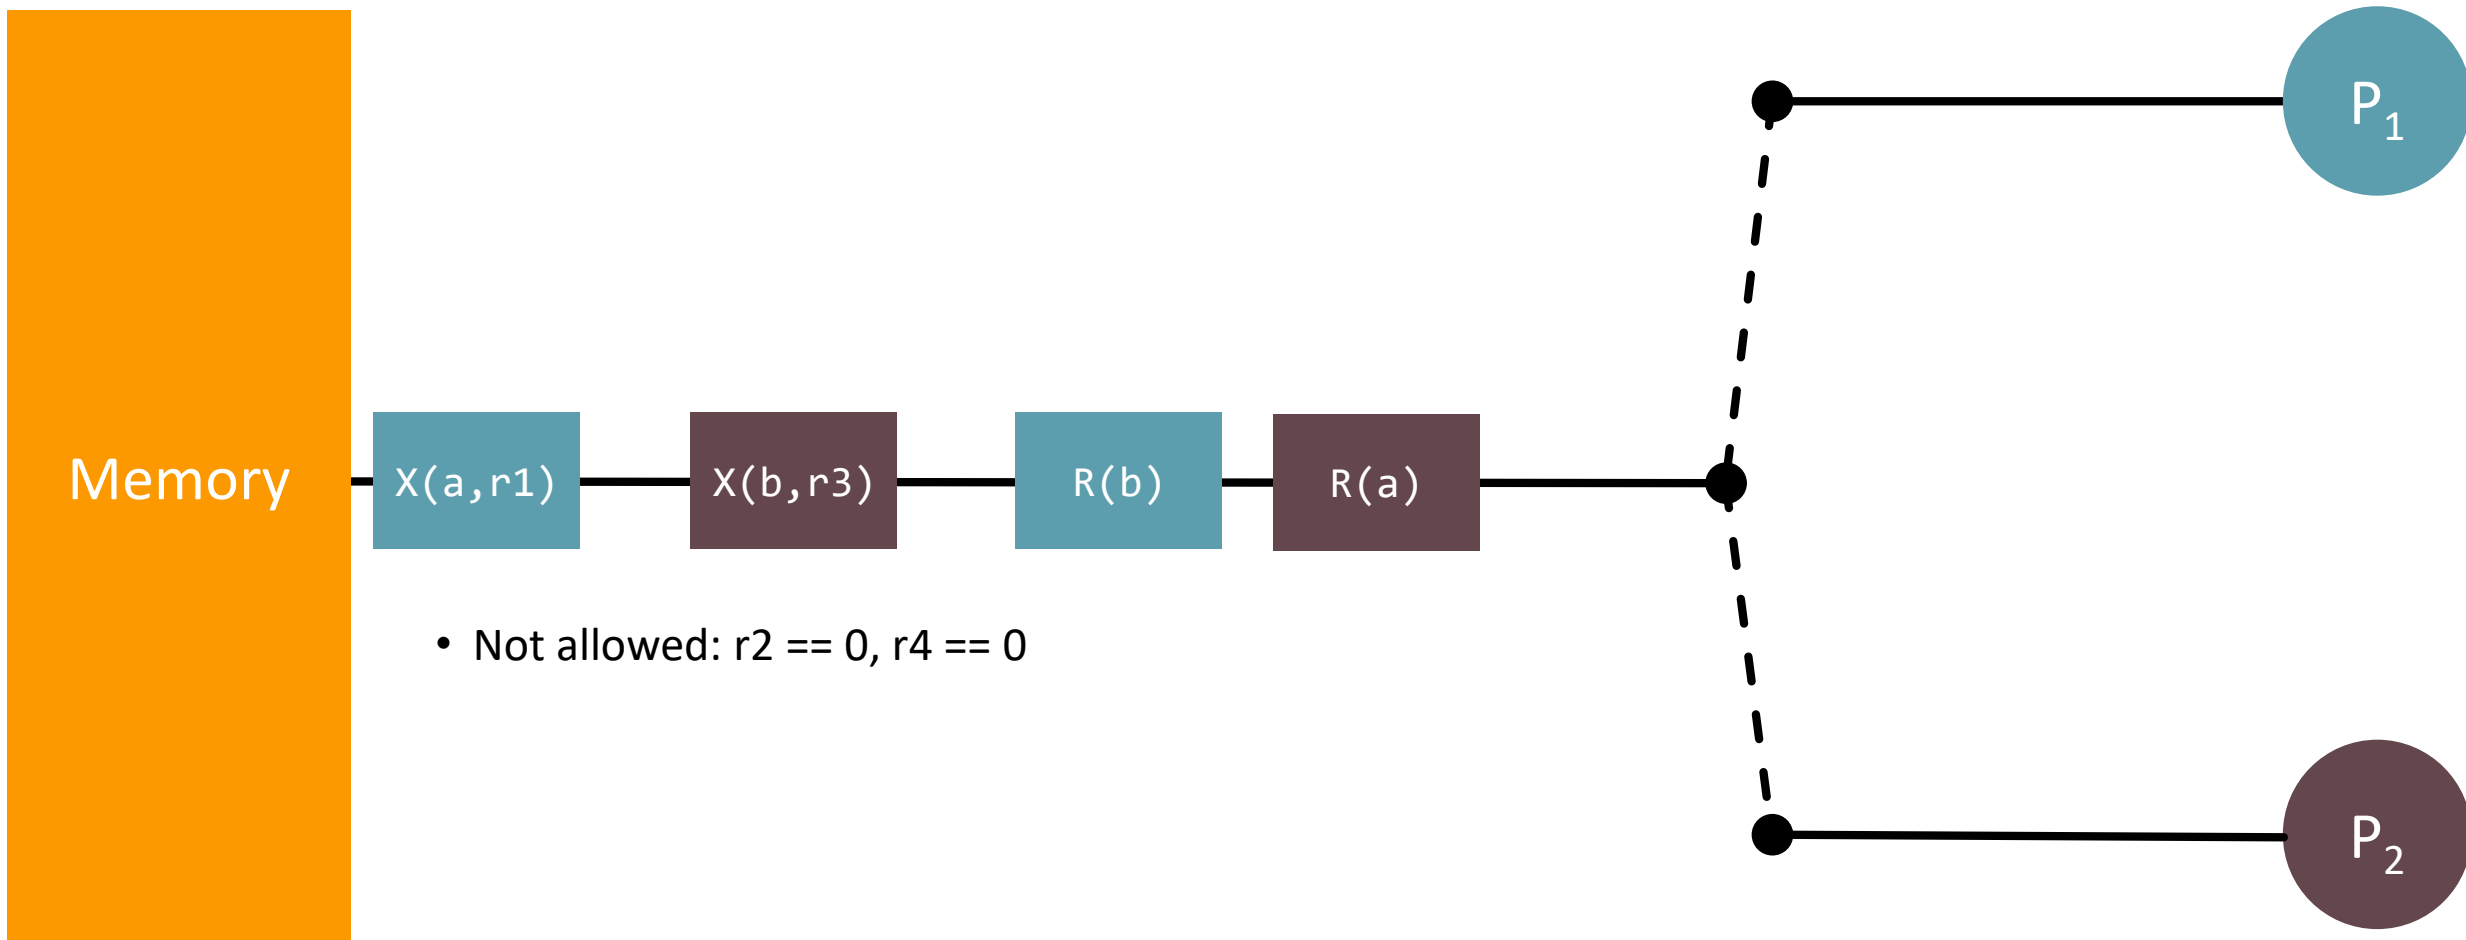 P₁
Memory
X(a,r1)
X(b,r3)
R(b)
R(a)
• Not allowed: r2 == 0, r4 == 0
P₂